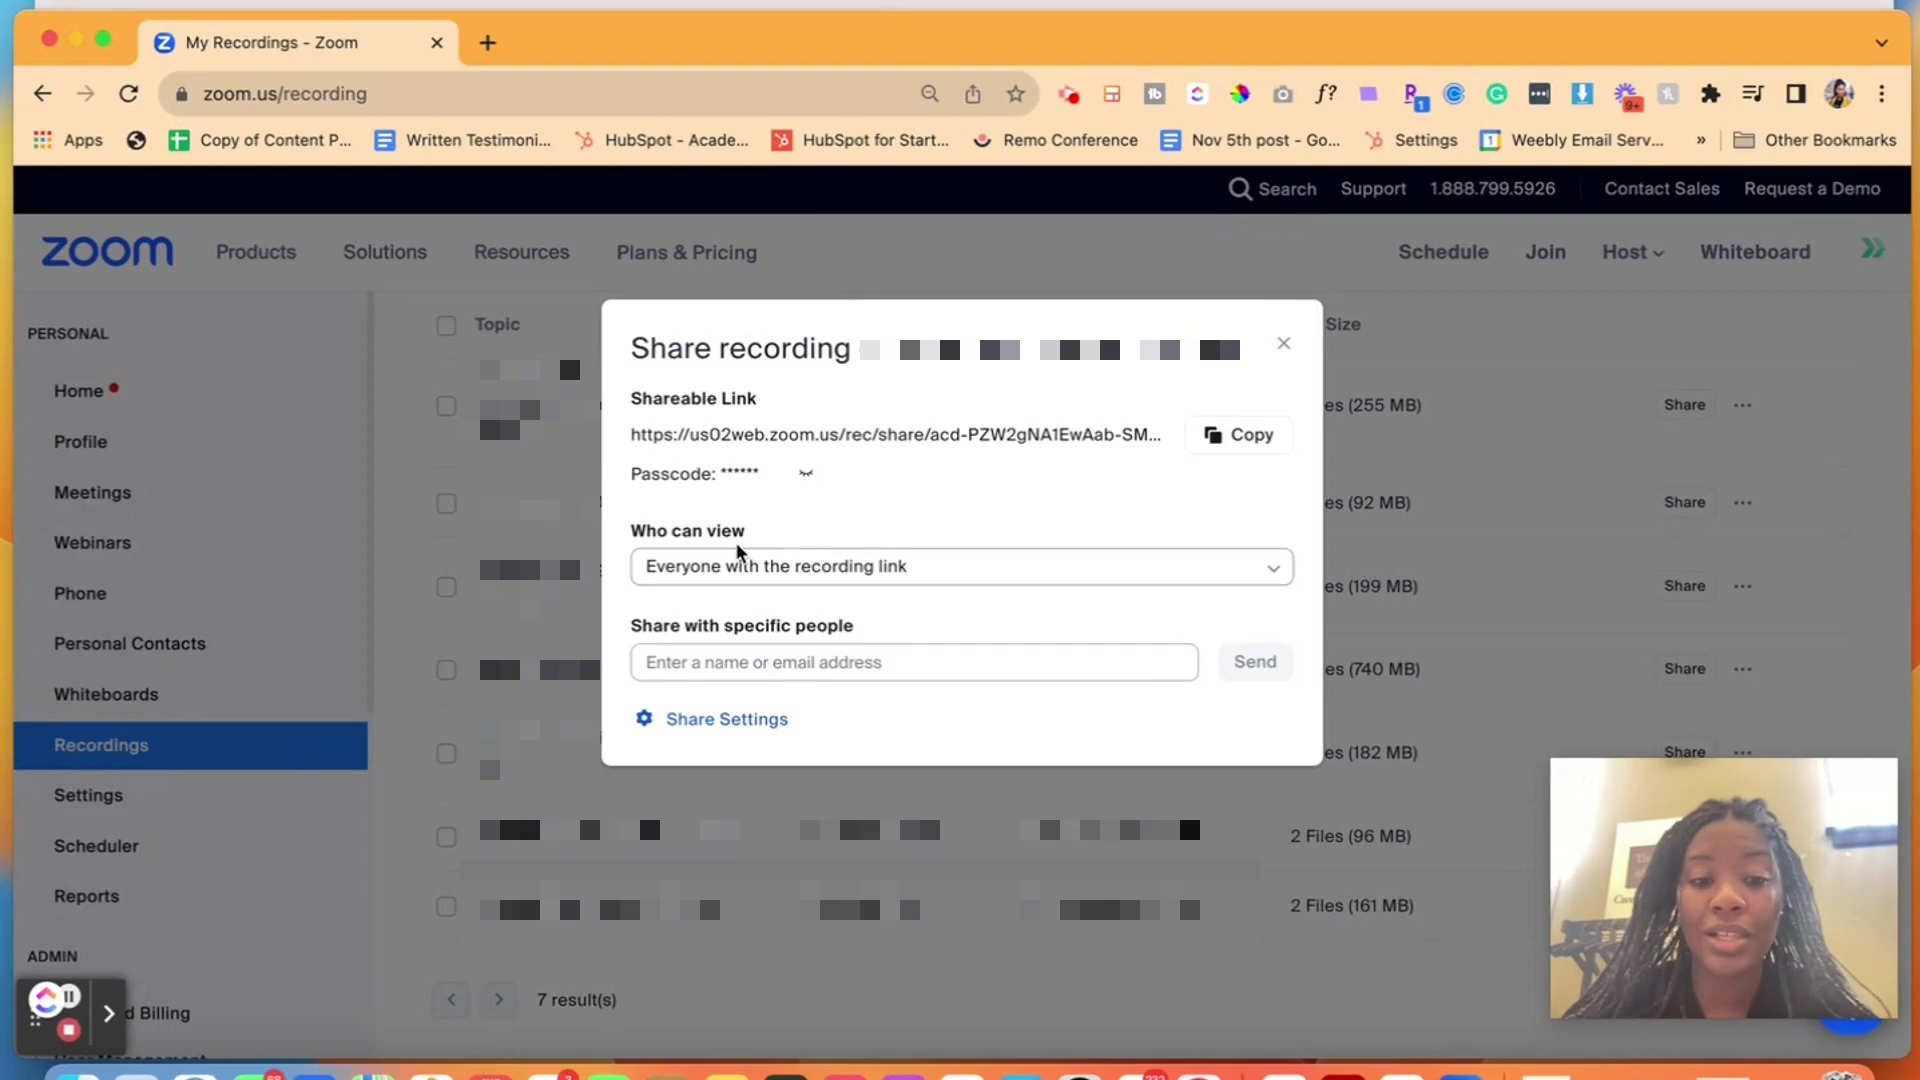 My Recordings - Zoom
zoom.us/recording
Apps
Copy of Content P...
Written Testimoni...
HubSpot - Acade...
HubSpot for Start...
Remo Conference
Nov 5th post - Go...
Settings
Weebly Email Serv...
»
Other Bookmarks
Search
Support
1.888.799.5926
Contact Sales
Request a Demo
zoom
Products
Solutions
Resources
Plans & Pricing
Schedule
Join
Host
Whiteboard
PERSONAL
Home
Profile
Meetings
Webinars
Phone
Personal Contacts
Whiteboards
Recordings
Settings
Scheduler
Reports
ADMIN
d Billing
Topic
Size
Share recording
Shareable Link
https://us02web.zoom.us/rec/share/acd-PZW2gNA1EwAab-SM...
Copy
Passcode: ******
Who can view
Everyone with the recording link
Share with specific people
Enter a name or email address
Send
Share Settings
es (255 MB)
Share
es (92 MB)
Share
es (199 MB)
Share
es (740 MB)
Share
es (182 MB)
Share
2 Files (96 MB)
2 Files (161 MB)
7 result(s)